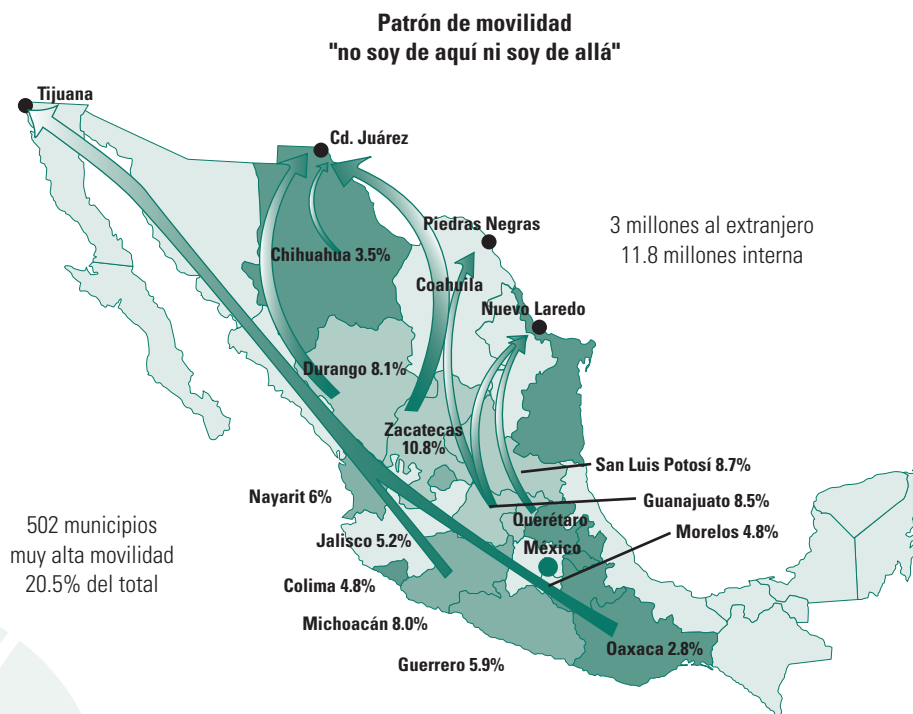 Patrón de movilidad
"no soy de aquí ni soy de allá"
Tijuana
Cd. Juárez
Piedras Negras
3 millones al extranjero
11.8 millones interna
Chihuahua 3.5%
Coahuila
Nuevo Laredo
Durango 8.1%
Zacatecas
10.8%
San Luis Potosí 8.7%
Nayarit 6%
Guanajuato 8.5%
Querétaro
502 municipios
muy alta movilidad
20.5% del total
Jalisco 5.2%
México
Morelos 4.8%
Colima 4.8%
Michoacán 8.0%
Guerrero 5.9%
Oaxaca 2.8%